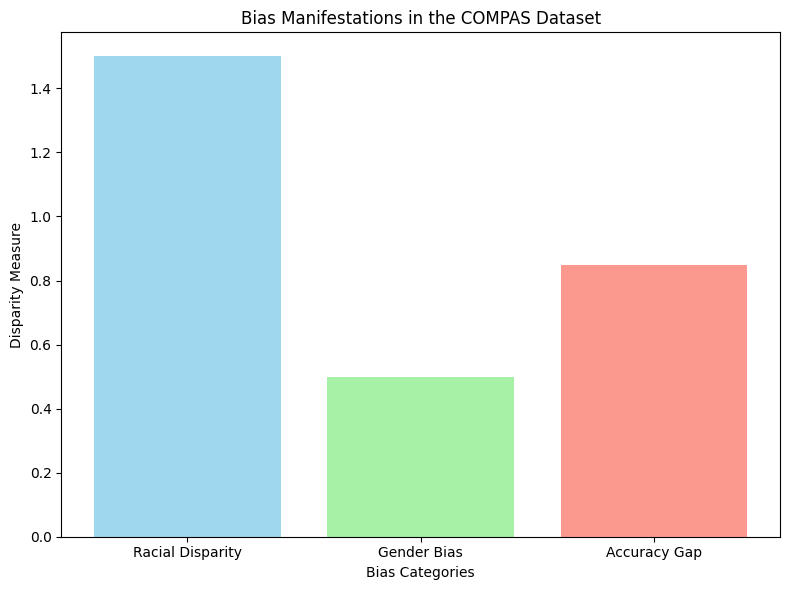 Bias Manifestations in the COMPAS Dataset
1.4
1.2
1.0
0.8
0.6
0.4
0.2
0.0
Disparity Measure
Racial Disparity
Gender Bias
Accuracy Gap
Bias Categories